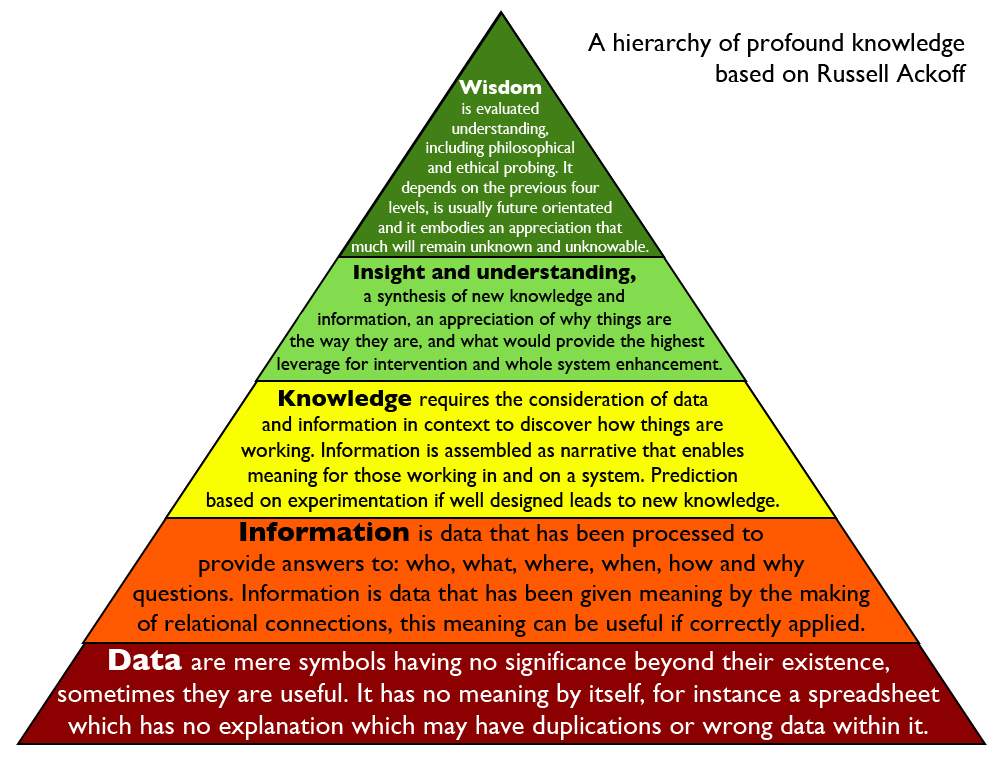 A hierarchy of profound knowledge
based on Russell Ackoff
Wisdom
is evaluated
understanding,
including philosophical
and ethical probing. It
depends on the previous four
levels, is usually future orientated
and it embodies an appreciation that
much will remain unknown and unknowable.
Insight and understanding,
a synthesis of new knowledge and
information, an appreciation of why things are
the way they are, and what would provide the highest
leverage for intervention and whole system enhancement.
Knowledge requires the consideration of data
and information in context to discover how things are
working. Information is assembled as narrative that enables
meaning for those working in and on a system. Prediction
based on experimentation if well designed leads to new knowledge.
Information is data that has been processed to
provide answers to: who, what, where, when, how and why
questions. Information is data that has been given meaning by the making
of relational connections, this meaning can be useful if correctly applied.
Data are mere symbols having no significance beyond their existence,
sometimes they are useful. It has no meaning by itself, for instance a spreadsheet
which has no explanation which may have duplications or wrong data within it.